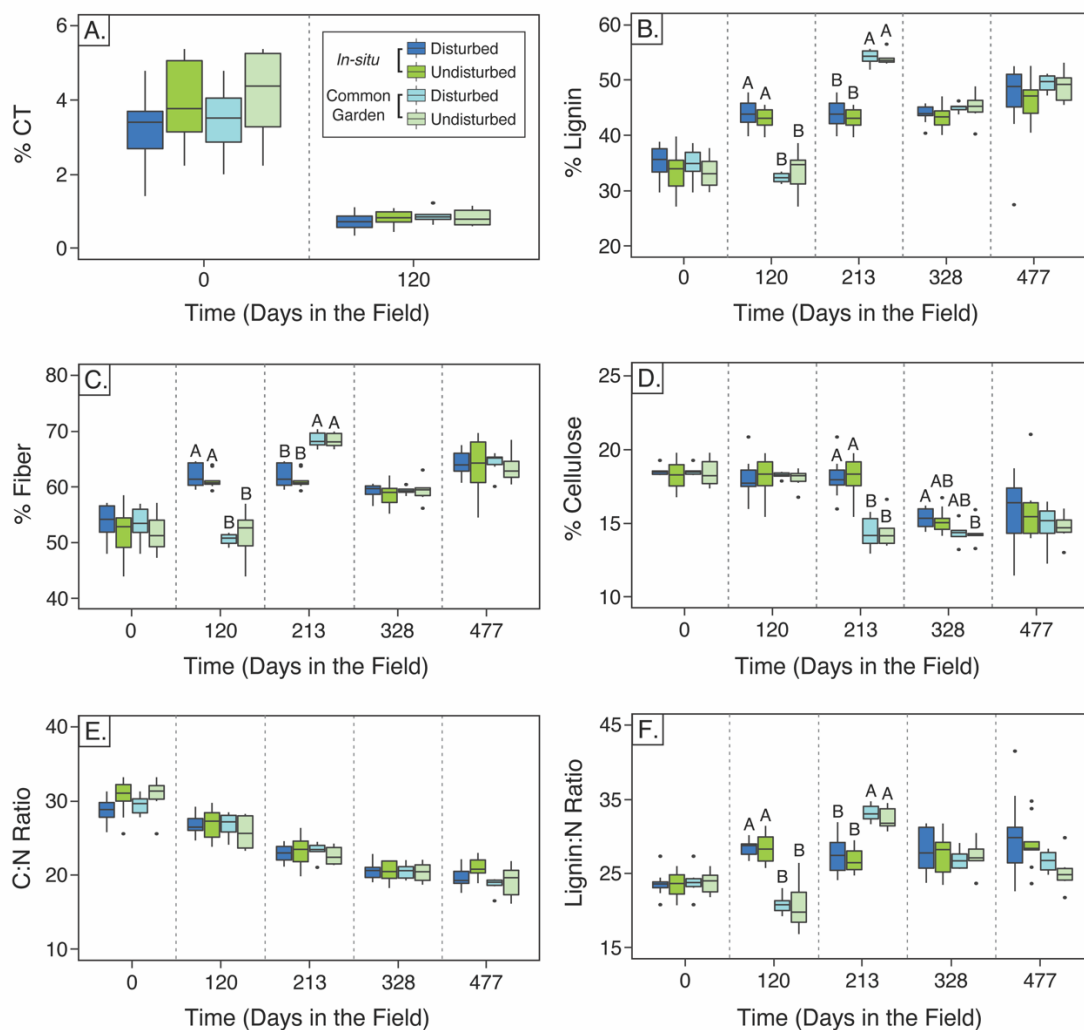 A.
% CT
6
4
2
0
In-situ
Disturbed
Undisturbed
Common
Garden
Disturbed
Undisturbed
0 120
Time (Days in the Field)
B.
% Lignin
60
50
40
30
20
A A B B
B B A A
0 120 213 328 477
Time (Days in the Field)
C.
% Fiber
80
70
60
50
40
A A B B
B B A A
0 120 213 328 477
Time (Days in the Field)
D.
% Cellulose
25
20
15
10
A A B B
A AB AB B
0 120 213 328 477
Time (Days in the Field)
E.
C:N Ratio
40
30
20
10
0 120 213 328 477
Time (Days in the Field)
F.
Lignin:N Ratio
45
35
25
15
A A B B
B B A A
0 120 213 328 477
Time (Days in the Field)